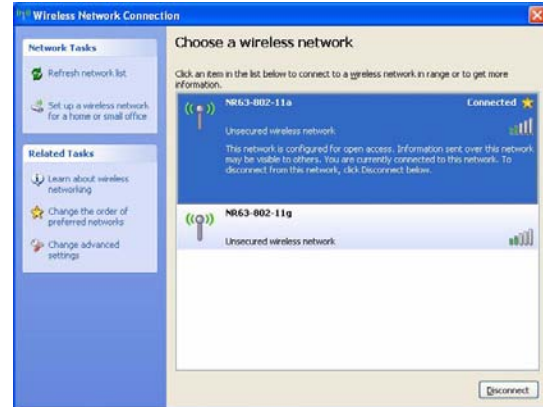 Wireless Network Connection
Network Tasks
Refresh network list
Set up a wireless network
for a home or small office
Related Tasks
Learn about wireless
networking
Change the order of
preferred networks
Change advanced
settings
Choose a wireless network
Click an item in the list below to connect to a wireless network in range or to get more
information.
NR63-802-11a Connected
Unsecured wireless network
This network is configured for open access. Information sent over this network
may be visible to others. You are currently connected to this network. To
disconnect from this network, click Disconnect below.
NR63-802-11g
Unsecured wireless network
Disconnect